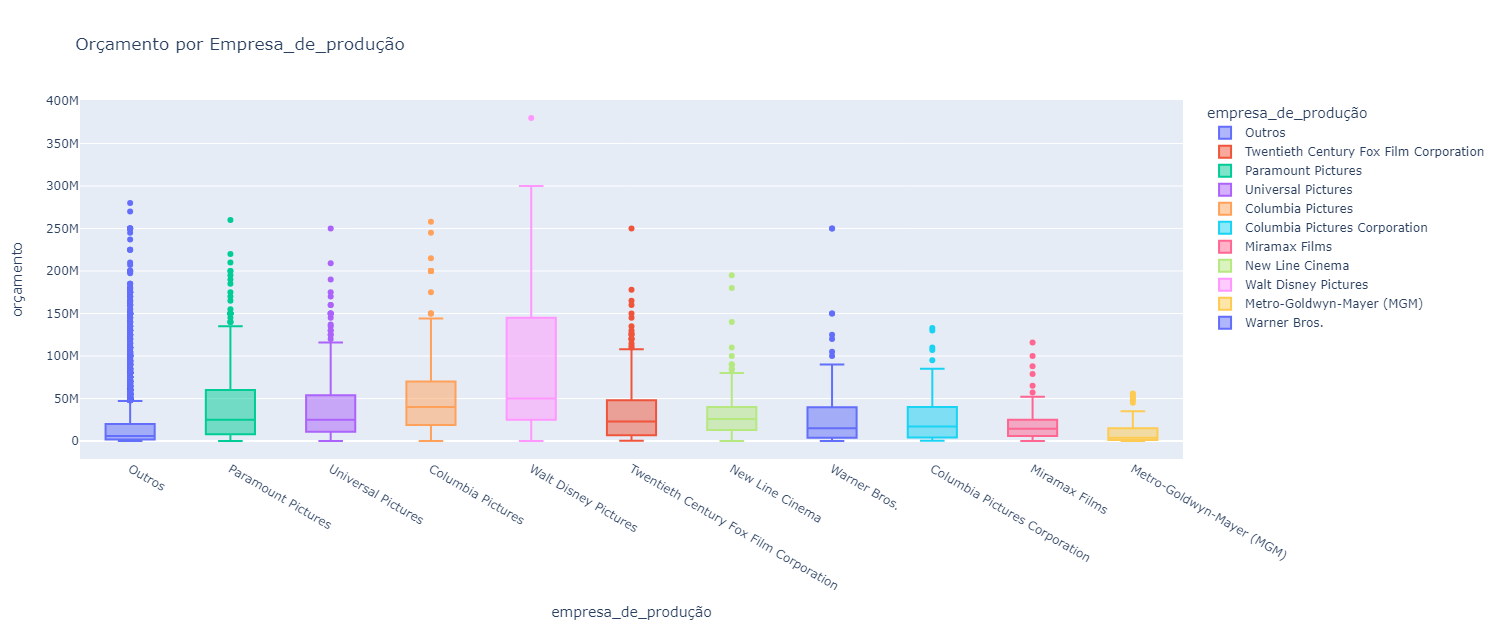 Orçamento por Empresa_de_produção
400M
350M
300M
250M
200M
150M
100M
50M
0
orçamento
Outros
Paramount Pictures
Universal Pictures
Columbia Pictures
Walt Disney Pictures
Twentieth Century Fox Film Corporation
New Line Cinema
Warner Bros.
Columbia Pictures Corporation
Miramax Films
Metro-Goldwyn-Mayer (MGM)
empresa_de_produção
empresa_de_produção
Outros
Twentieth Century Fox Film Corporation
Paramount Pictures
Universal Pictures
Columbia Pictures
Columbia Pictures Corporation
Miramax Films
New Line Cinema
Walt Disney Pictures
Metro-Goldwyn-Mayer (MGM)
Warner Bros.